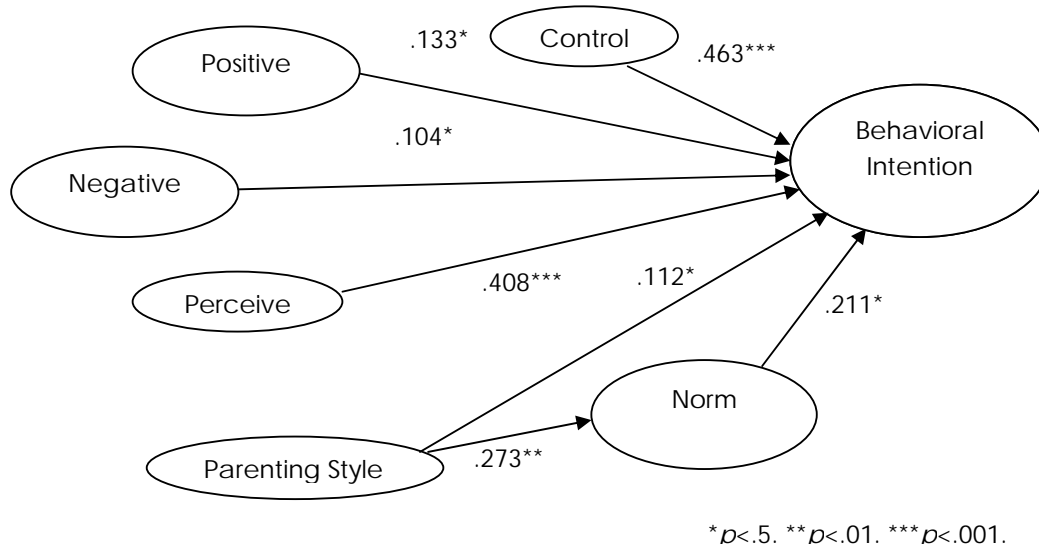 .133*
Control
.463***
Positive
Behavioral
Intention
.104*
Negative
.408***
.112*
Perceive
.211*
Norm
.273**
Parenting Style
*p<.5. **p<.01. ***p<.001.